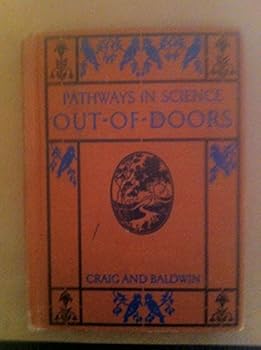 PATHWAYS IN SCIENCE
OUT-OF-DOORS
CRAIG AND BALDWIN